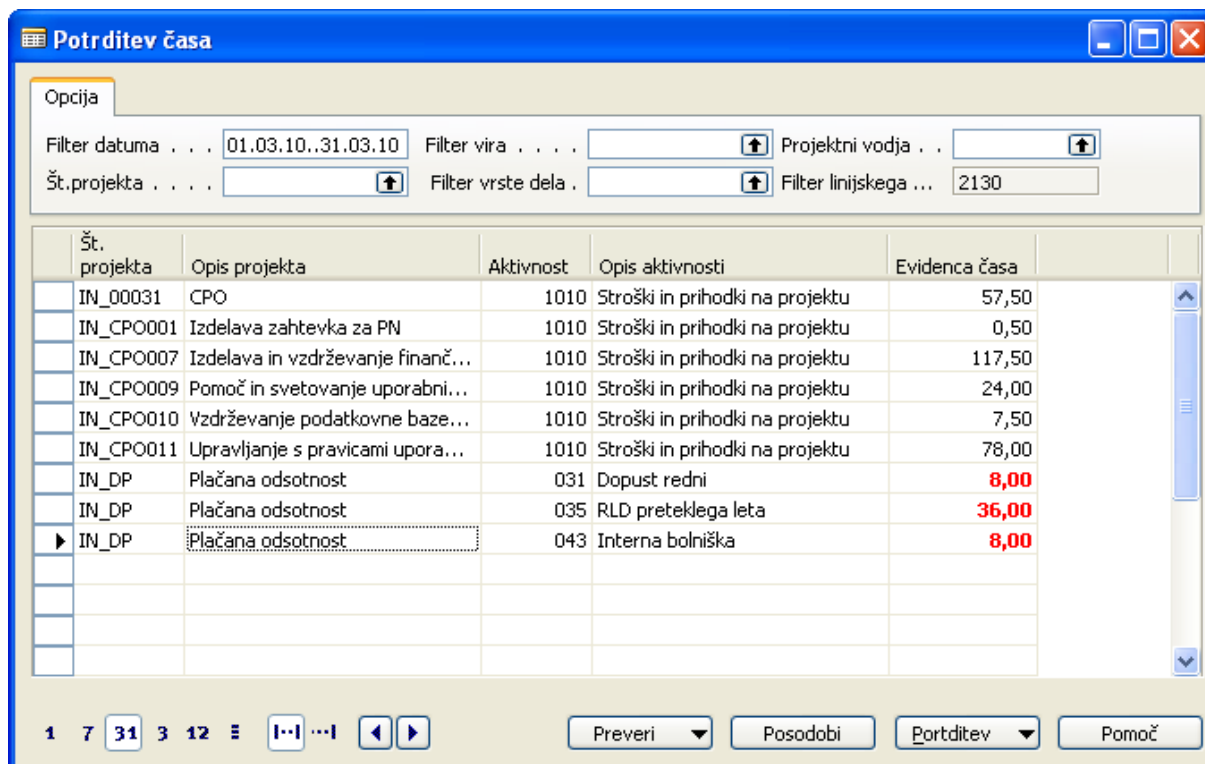 Potrditev časa
Opcija
Filter datuma . . . 01.03.10..31.03.10 Filter vira . . . . Projektni vodja . .
Št.projekta . . . . Filter vrste dela . Filter linijskega ... 2130
Št. projekta Opis projekta Aktivnost Opis aktivnosti Evidenca časa
IN_00031 CPO 1010 Stroški in prihodki na projektu 57,50
IN_CPO001 Izdelava zahtevka za PN 1010 Stroški in prihodki na projektu 0,50
IN_CPO007 Izdelava in vzdrževanje finanč... 1010 Stroški in prihodki na projektu 117,50
IN_CPO009 Pomoč in svetovanje uporabni... 1010 Stroški in prihodki na projektu 24,00
IN_CPO010 Vzdrževanje podatkovne baze... 1010 Stroški in prihodki na projektu 7,50
IN_CPO011 Upravljanje s pravicami upora... 1010 Stroški in prihodki na projektu 78,00
IN_DP Plačana odsotnost 031 Dopust redni 8,00
IN_DP Plačana odsotnost 035 RLD preteklega leta 36,00
IN_DP Plačana odsotnost 043 Interna bolniška 8,00
1 7 31 3 12 Preveri Posodobi Portditev Pomoč